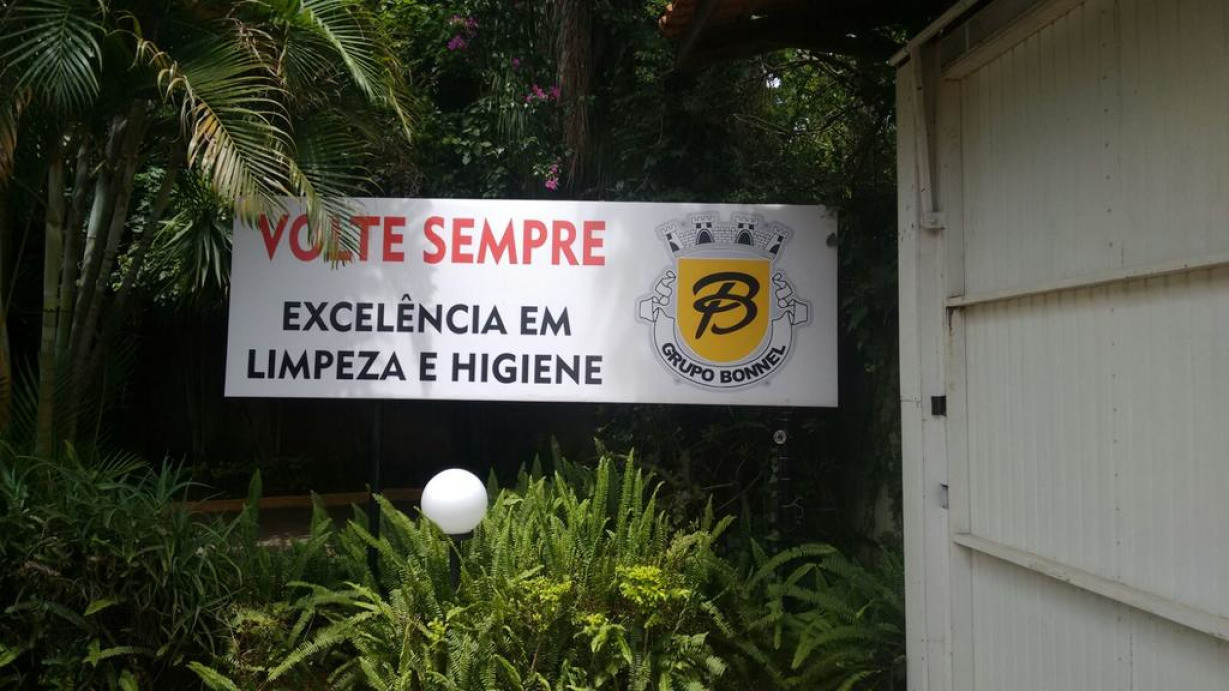 VOLTE SEMPRE
EXCELÊNCIA EM
LIMPEZA E HIGIENE
B
GRUPO BONNEL